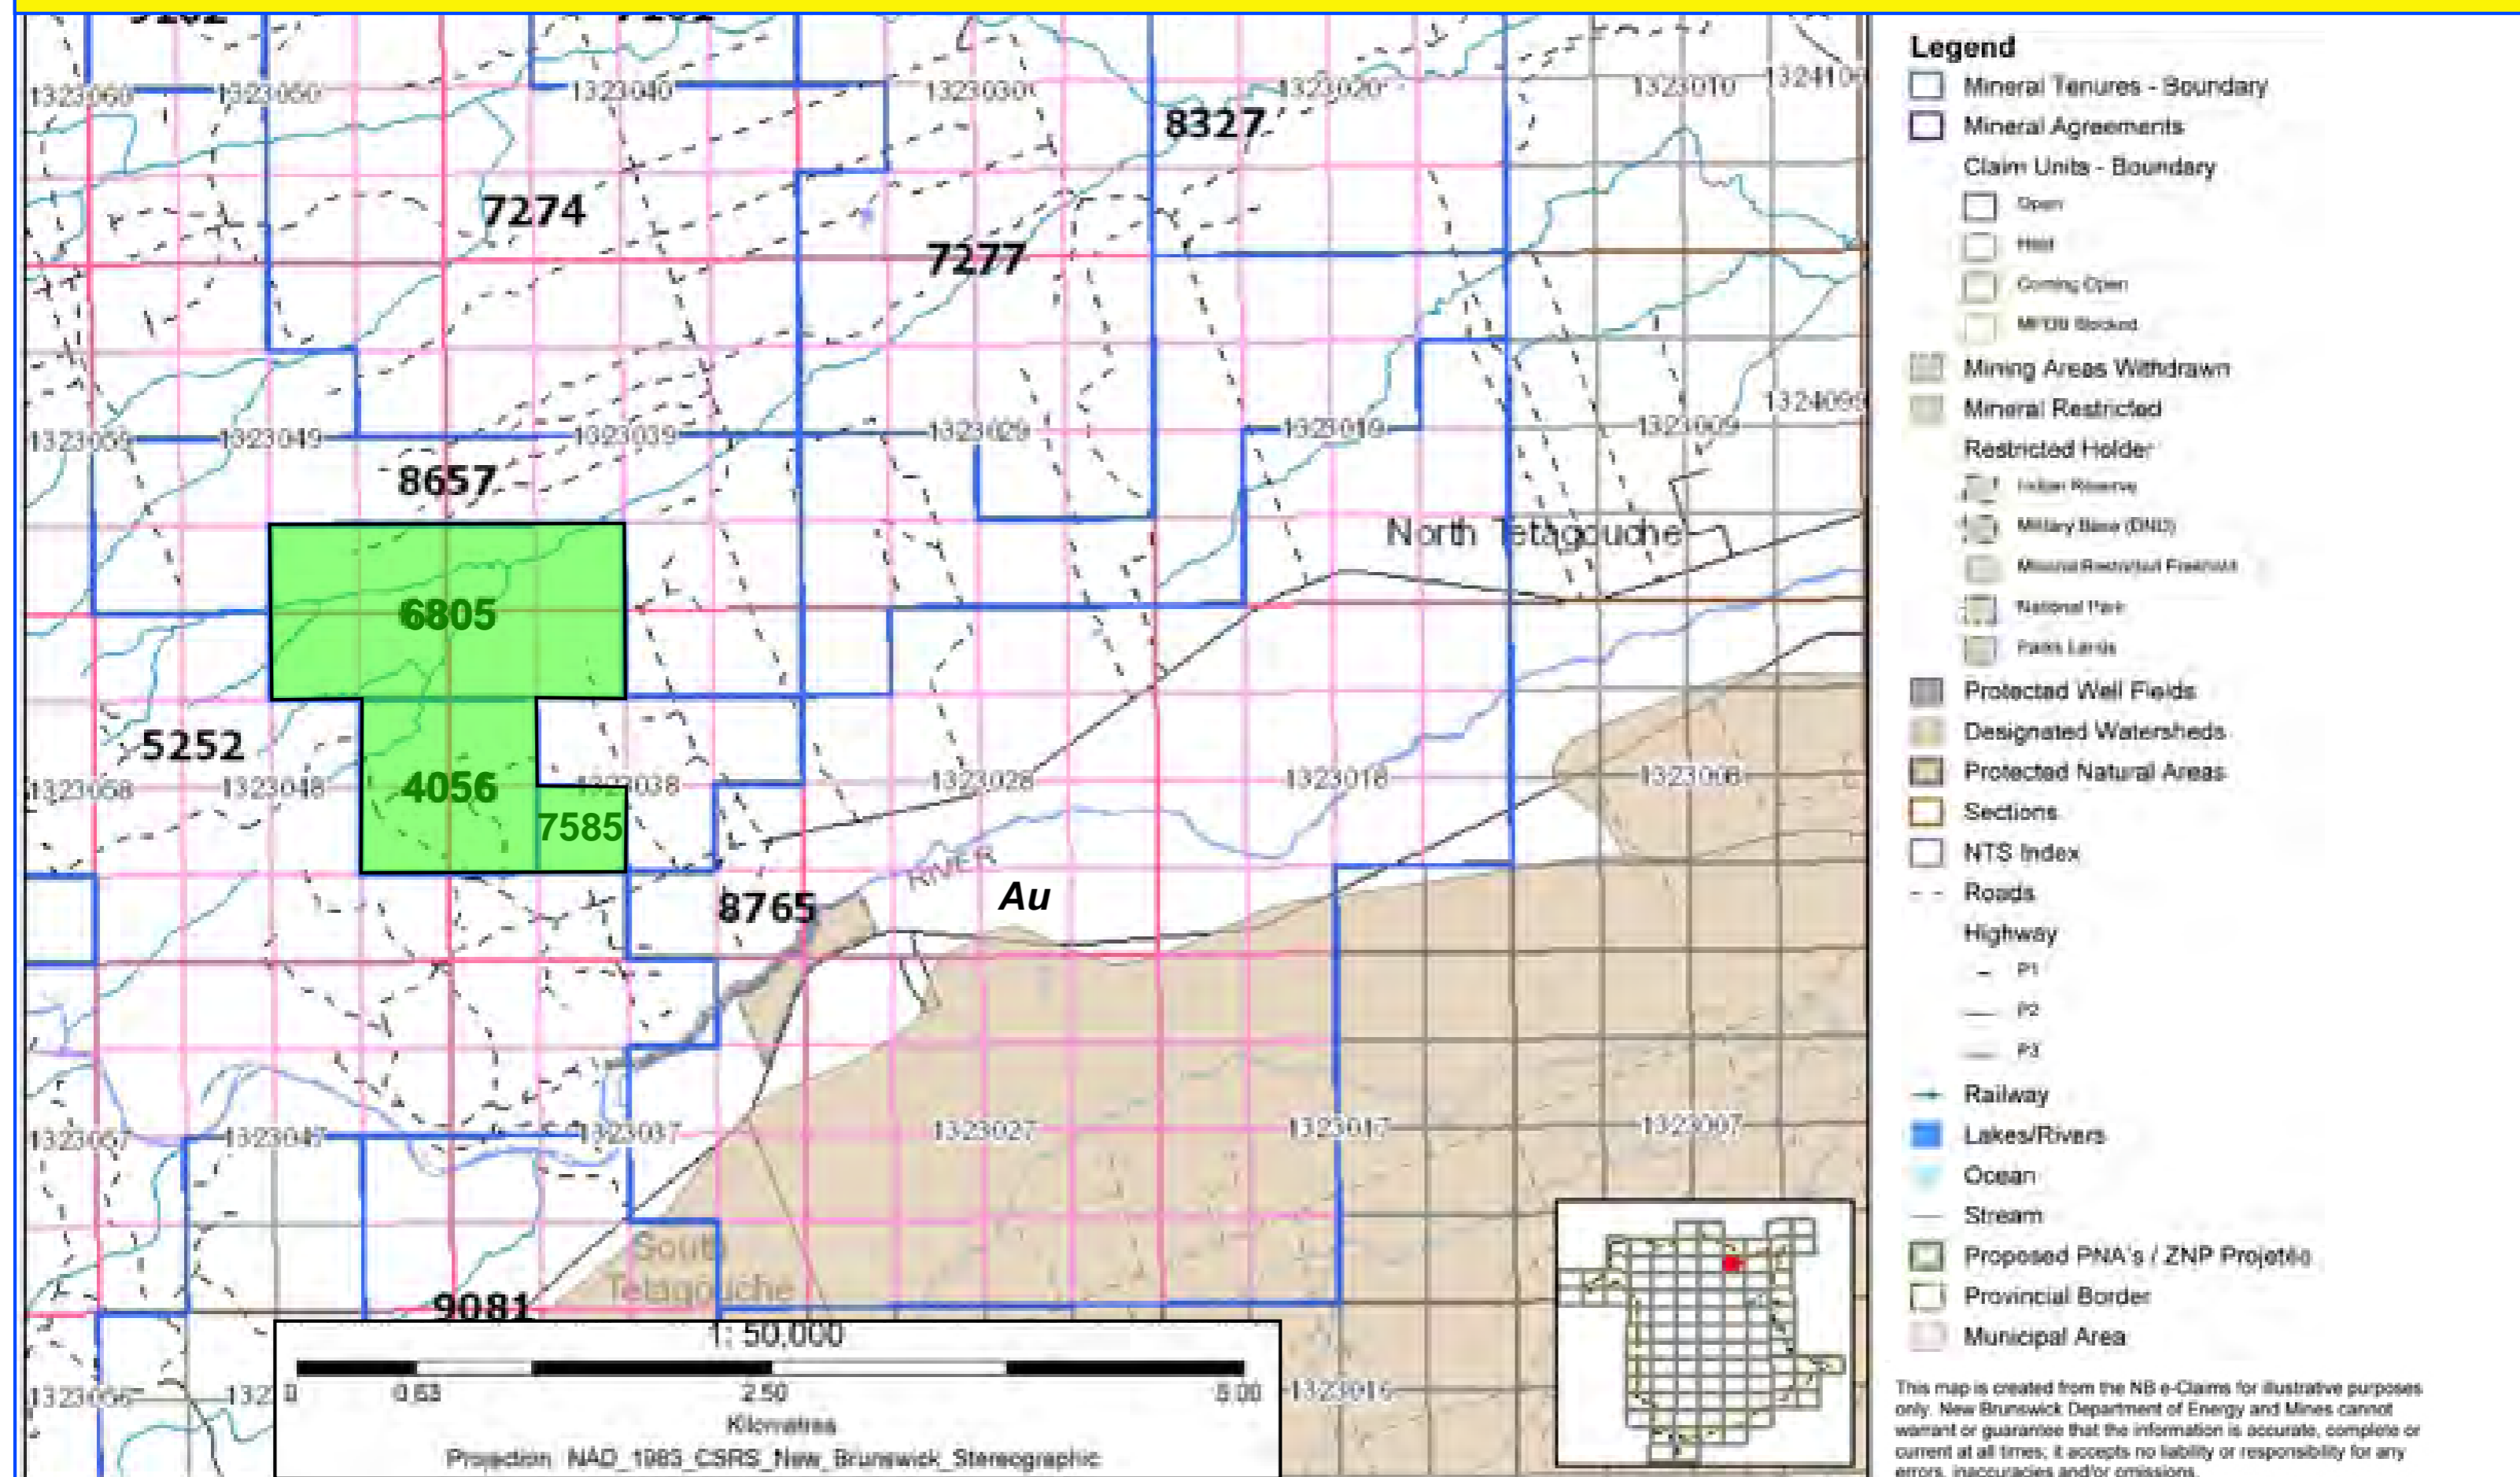 1323060
1323050
1323040
1323030
1323020
1323010
8327
7274
7277
1323059
1323049
1323039
1323029
1323019
1323009
1324099
8657
North Tetagouche
6805
5252
1323058
1323048
4056
1323038
7585
1323028
1323018
1323008
RIVER
Au
8765
1323057
1323047
1323037
1323027
1323017
1323007
South
Tetagouche
9081
1: 50,000
0 0.63 2.50 5.00
Kilometres
Projection: NAD_1983_CSRS_New_Brunswick_Stereographic
1323056
132
1323016
Legend
Mineral Tenures - Boundary
Mineral Agreements
Claim Units - Boundary
Open
Held
Coming Open
Mining Areas Withdrawn
Mineral Restricted
Restricted Holder
Indian Reserve
Military Base (DND)
Mineral Restricted Freehold
National Park
Parks Lands
Protected Well Fields
Designated Watersheds
Protected Natural Areas
Sections
NTS Index
Roads
Highway
P1
P2
P3
Railway
Lakes/Rivers
Ocean
Stream
Proposed PNA's / ZNP Projetée
Provincial Border
Municipal Area
This map is created from the NB e-Claims for illustrative purposes
only. New Brunswick Department of Energy and Mines cannot
warrant or guarantee that the information is accurate, complete or
current at all times; it accepts no liability or responsibility for any
errors, inaccuracies and/or omissions.